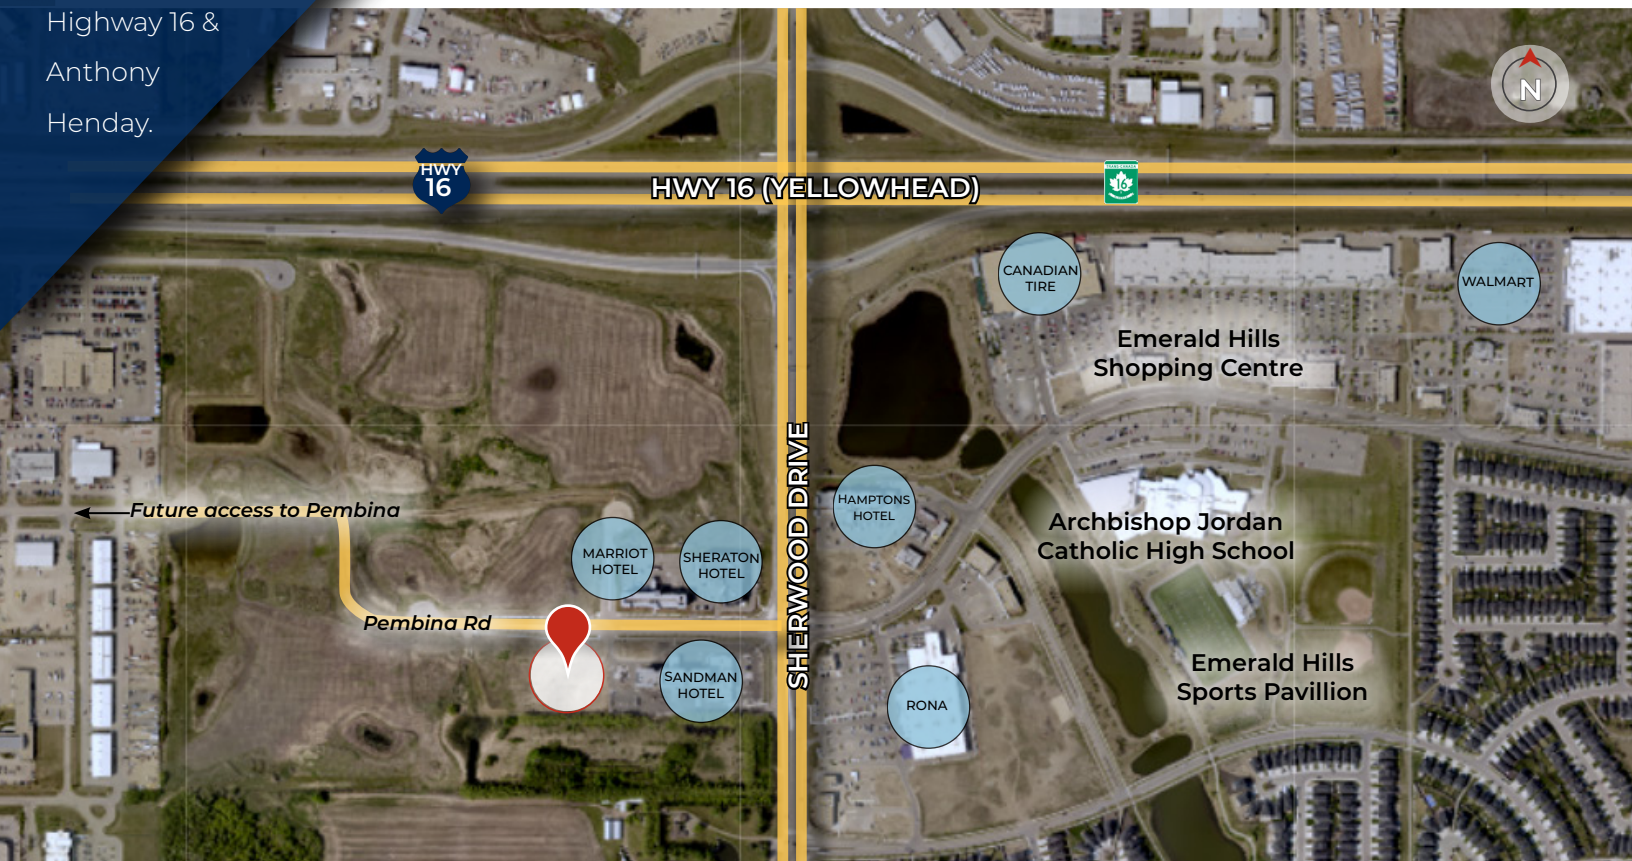 Highway 16 &
Anthony
Henday.
N
HWY
16
HWY 16 (YELLOWHEAD)
TRANS CANADA
16
CANADIAN
TIRE
WALMART
Emerald Hills
Shopping Centre
SHERWOOD DRIVE
HAMPTONS
HOTEL
Future access to Pembina
Archbishop Jordan
Catholic High School
MARRIOT
HOTEL
SHERATON
HOTEL
Pembina Rd
SANDMAN
HOTEL
RONA
Emerald Hills
Sports Pavillion